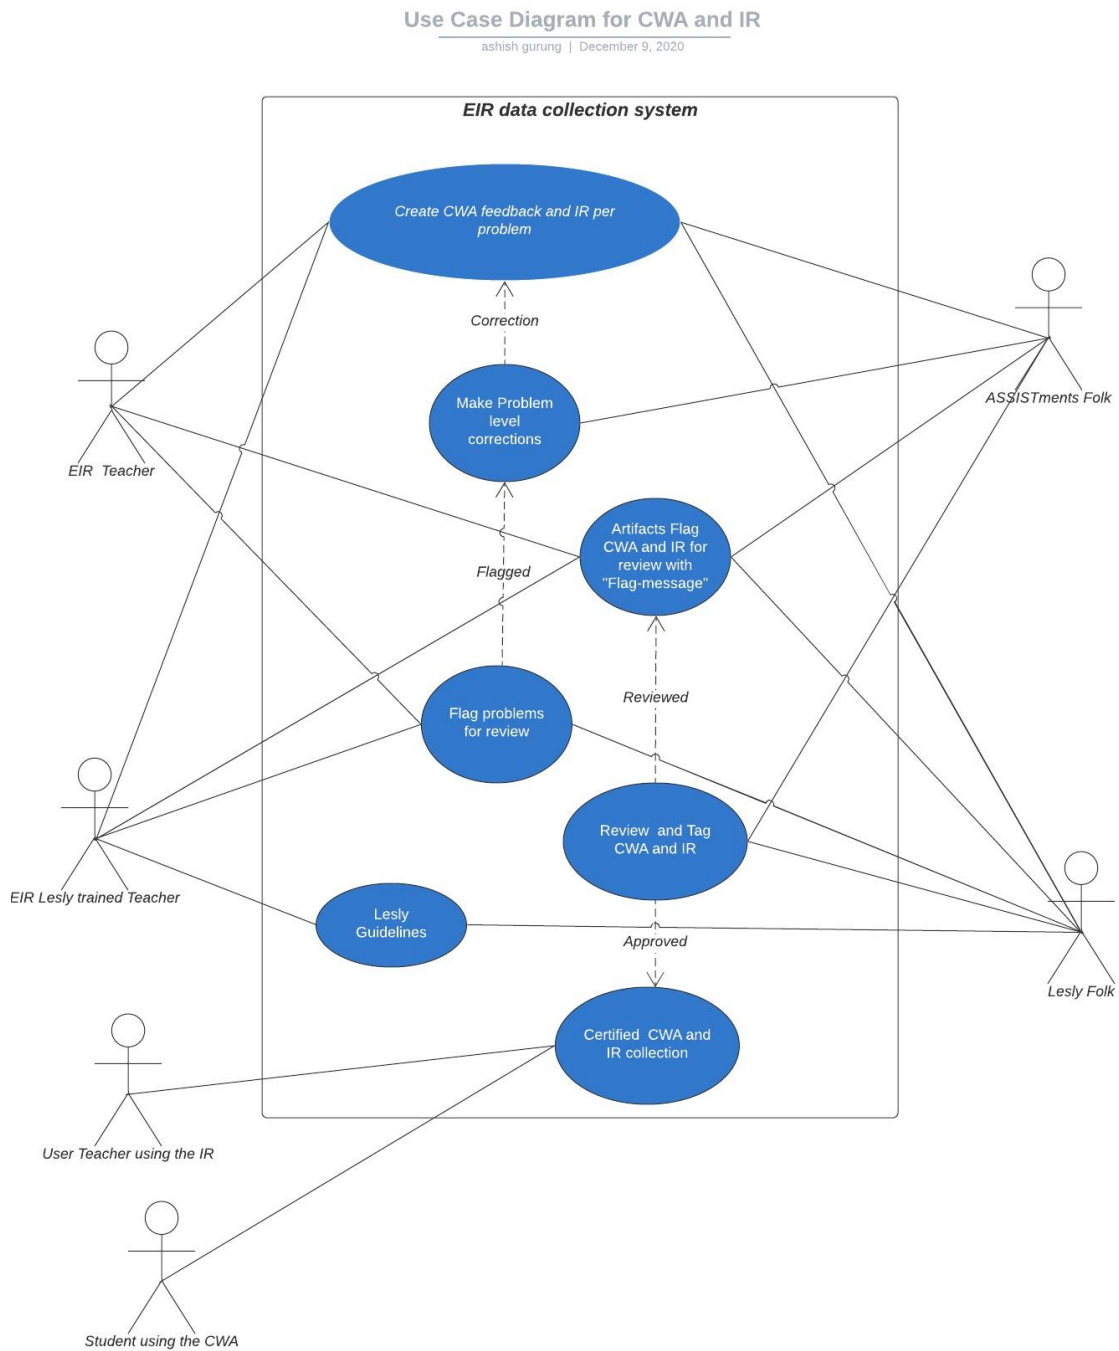 Use Case Diagram for CWA and IR
ashish gurung | December 9, 2020
EIR data collection system
Create CWA feedback and IR per
problem
Correction
Make Problem
level
corrections
ASSISTments Folk
EIR Teacher
Artifacts Flag
CWA and IR for
review with
"Flag-message"
Flagged
Reviewed
Flag problems
for review
Review and Tag
CWA and IR
EIR Lesly trained Teacher
Lesly
Guidelines
Approved
Lesly Folk
Certified CWA and
IR collection
User Teacher using the IR
Student using the CWA